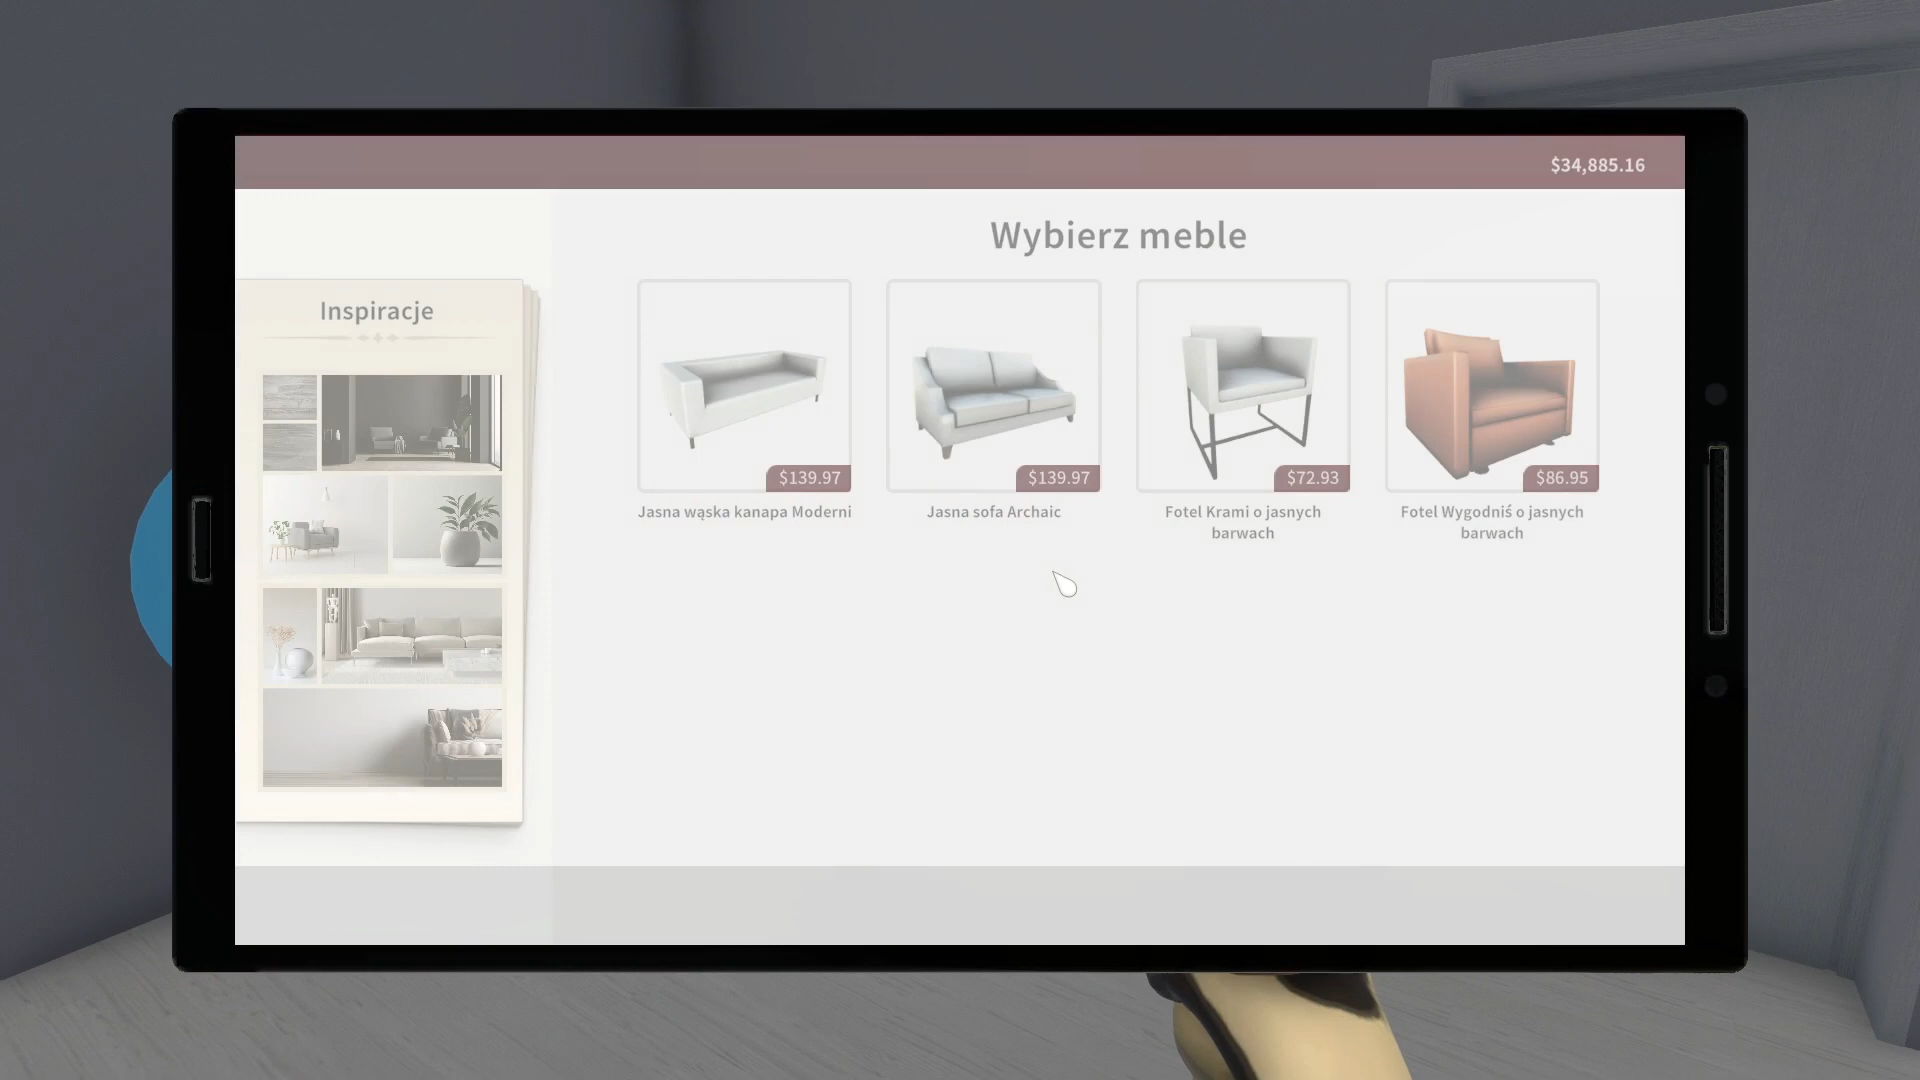 $34,885.16
Wybierz meble
Inspiracje
$139.97
$139.97
$72.93
$86.95
Jasna wąska kanapa Moderni
Jasna sofa Archaic
Fotel Krami o jasnych
barwach
Fotel Wygodniś o jasnych
barwach